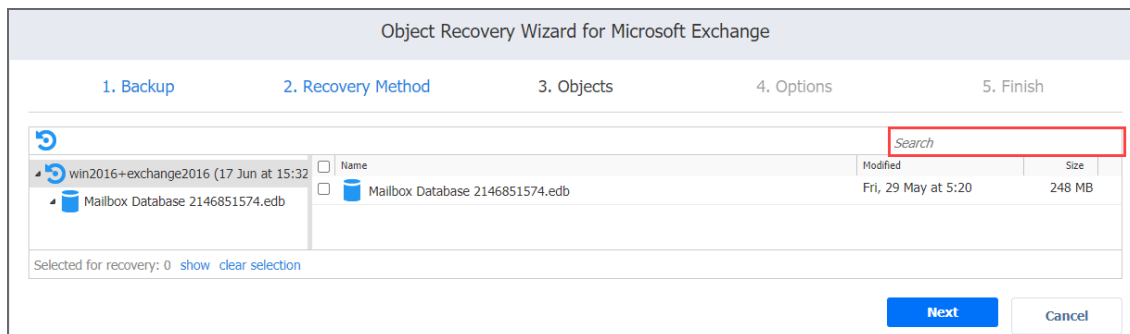 Object Recovery Wizard for Microsoft Exchange
1. Backup 2. Recovery Method 3. Objects 4. Options 5. Finish
Search
win2016+exchange2016 (17 Jun at 15:32
Mailbox Database 2146851574.edb
Name Modified Size
Mailbox Database 2146851574.edb Fri, 29 May at 5:20 248 MB
Selected for recovery: 0 show clear selection
Next Cancel